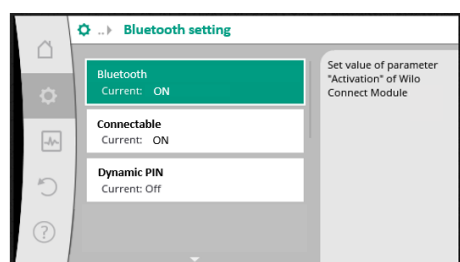 ..▸ Bluetooth setting
Bluetooth
Current: ON
Connectable
Current: ON
Dynamic PIN
Current: Off
Set value of parameter
"Activation" of Wilo
Connect Module
?